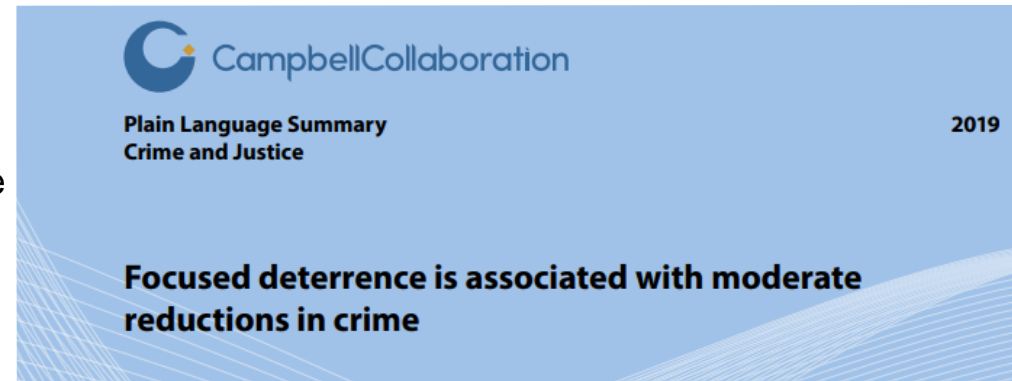 CampbellCollaboration
Plain Language Summary
2019
Crime and Justice
e
Focused deterrence is associated with moderate
reductions in crime